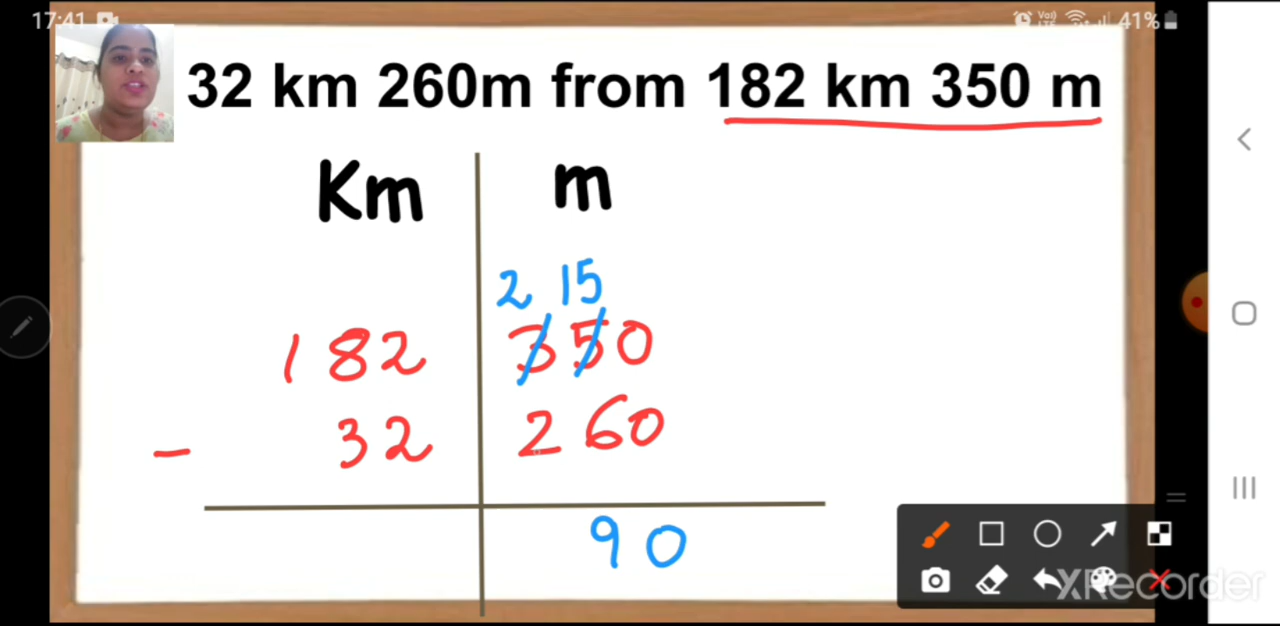 17:41 41%
32 km 260m from 182 km 350 m
Km m
2 15
182 350
- 32 260
90
XRecorder